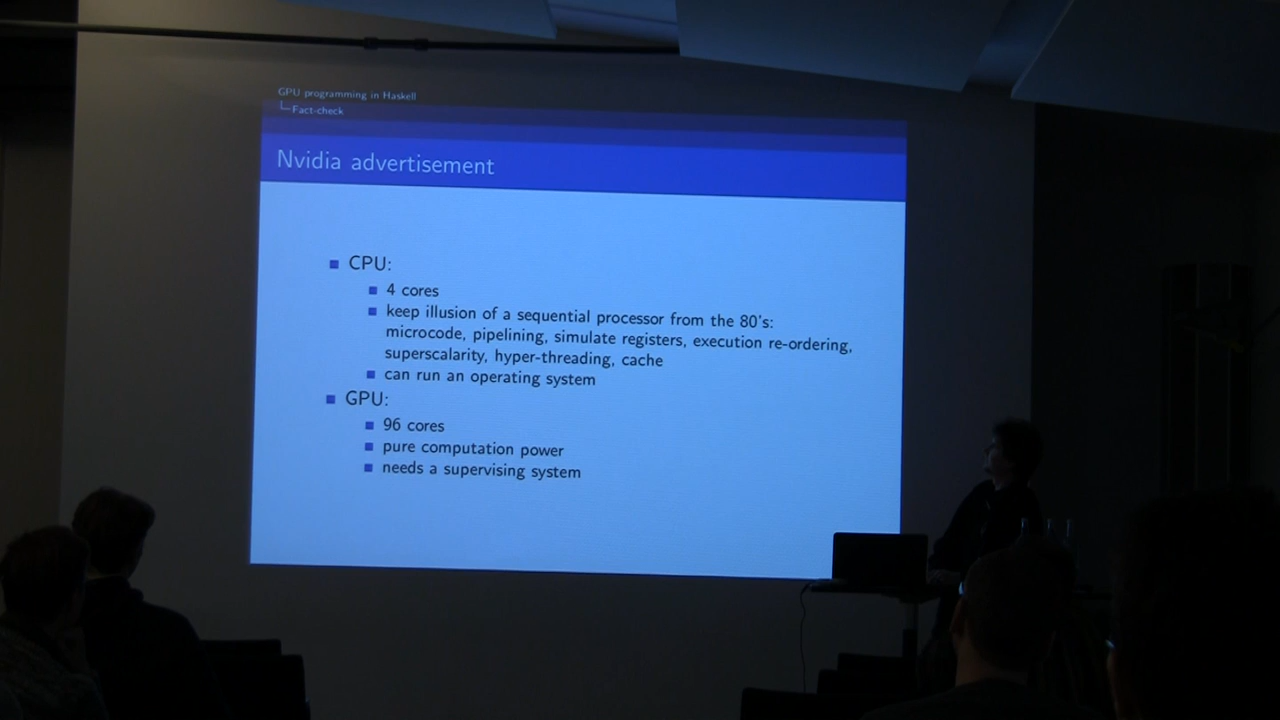 GPU programming in Haskell
Fact-check
Nvidia advertisement
CPU:
4 cores
keep illusion of a sequential processor from the 80's:
microcode, pipelining, simulate registers, execution re-ordering,
superscalarity, hyper-threading, cache
can run an operating system
GPU:
96 cores
pure computation power
needs a supervising system